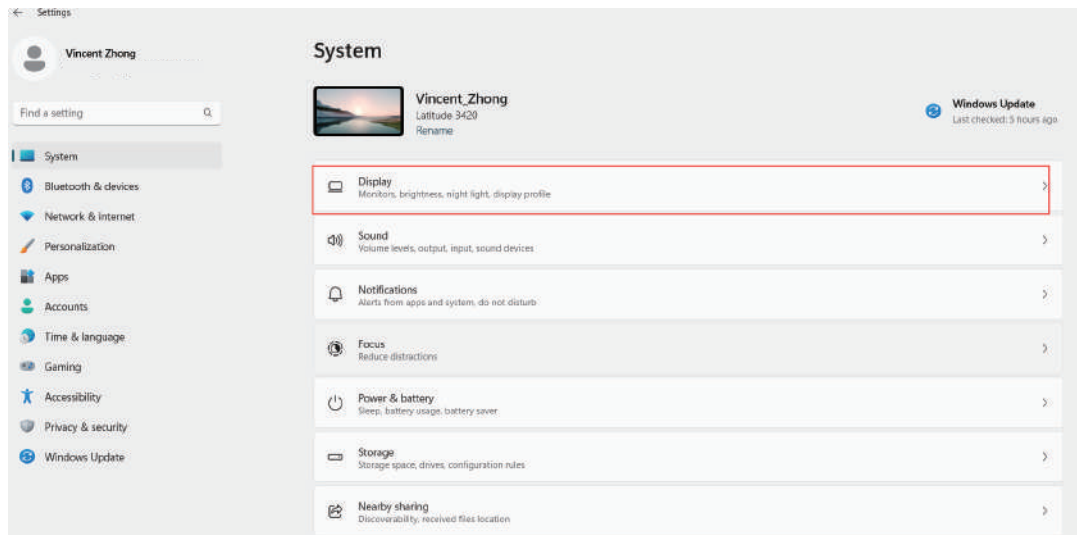 Settings
Vincent Zhong
Find a setting
System
Bluetooth & devices
Network & internet
Personalization
Apps
Accounts
Time & language
Gaming
Accessibility
Privacy & security
Windows Update
System
Vincent_Zhong
Latitude 3420
Rename
Windows Update
Last checked: 5 hours ago
Display
Monitors, brightness, night light, display profile
Sound
Volume levels, output, input, sound devices
Notifications
Alerts from apps and system, do not disturb
Focus
Reduce distractions
Power & battery
Sleep, battery usage, battery saver
Storage
Storage space, drives, configuration rules
Nearby sharing
Discoverability, received files location